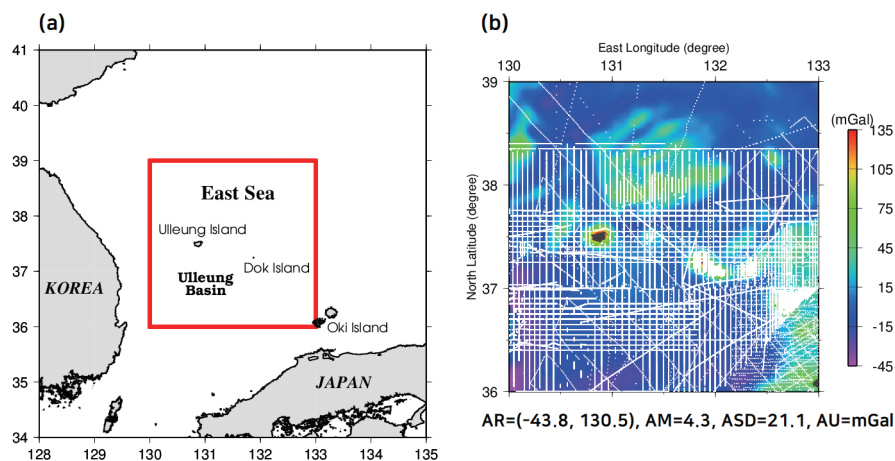 (a)
41
40
39
38
37
36
35
34
128 129 130 131 132 133 134 135
East Sea
Ulleung Island
Dok Island
Ulleung
Basin
KOREA
Oki Island
JAPAN
(b)
East Longitude (degree)
130 131 132 133
39
38
37
36
North Latitude (degree)
(mGal)
135
105
75
45
15
-15
-45
AR=(-43.8, 130.5), AM=4.3, ASD=21.1, AU=mGal